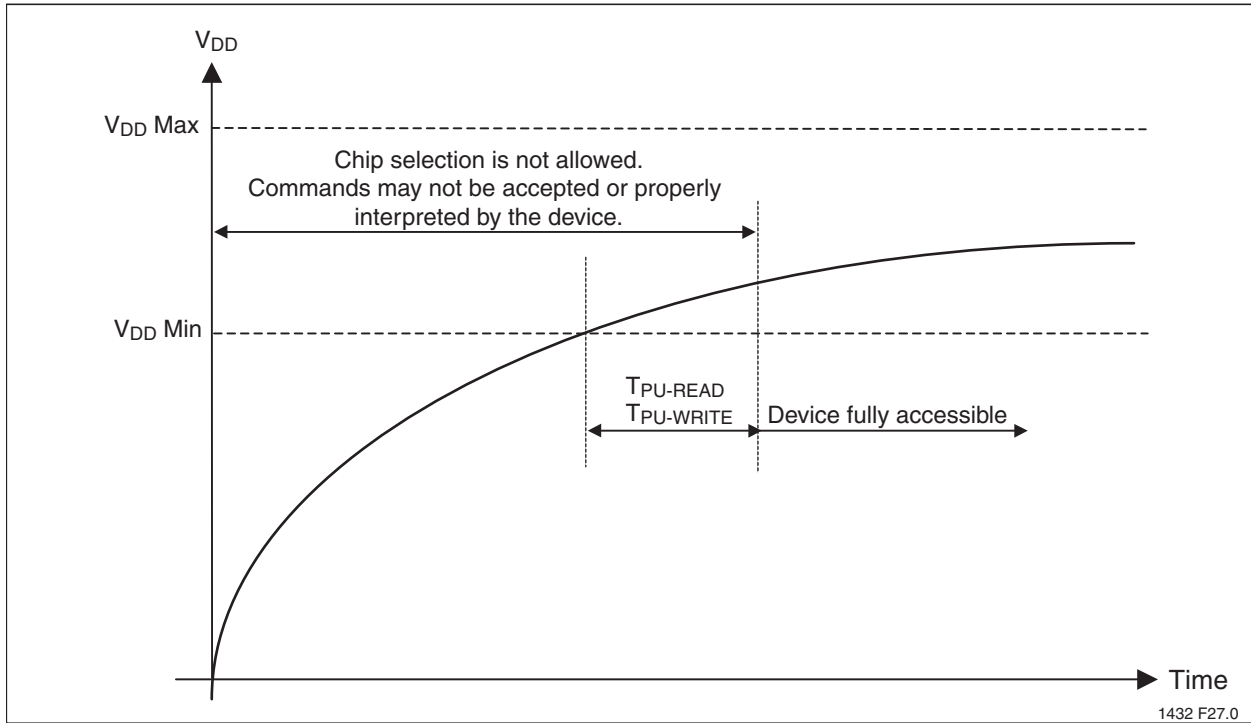 VDD
VDD Max
Chip selection is not allowed.
Commands may not be accepted or properly
interpreted by the device.
VDD Min
TPU-READ
TPU-WRITE
Device fully accessible
Time
1432 F27.0